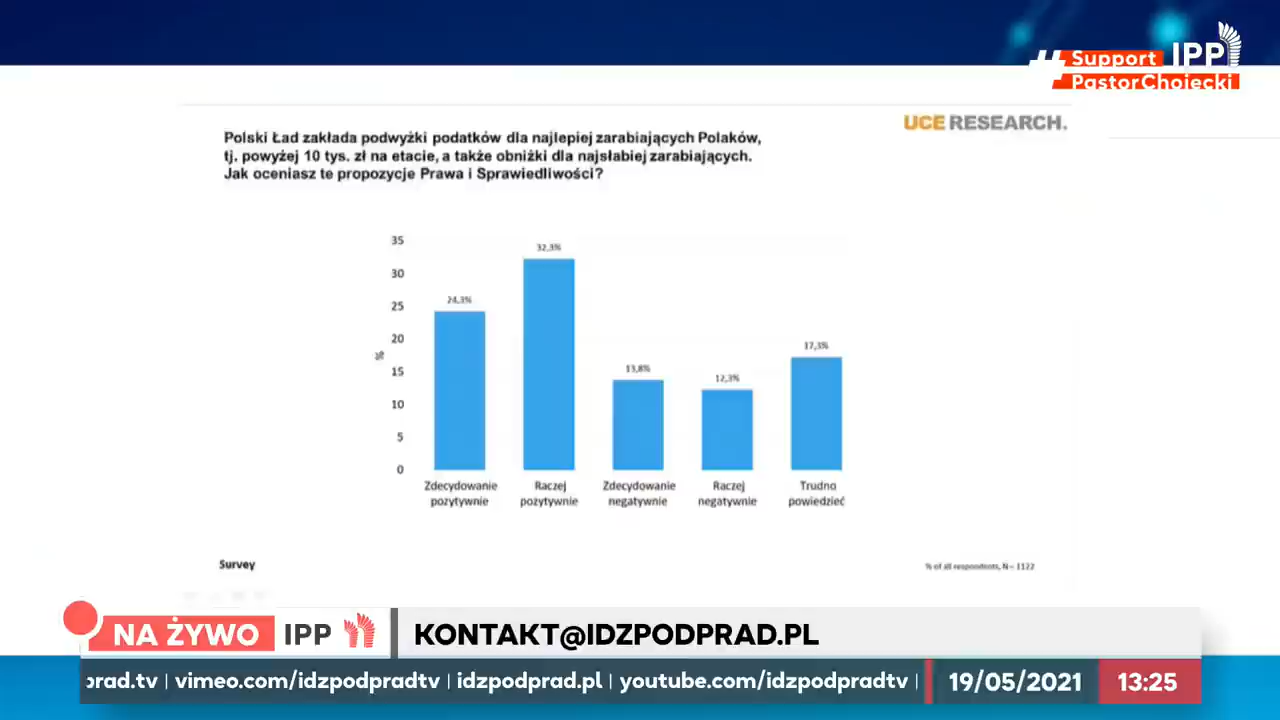 #Support IPP
PastorChojecki
UCE RESEARCH.
Polski Ład zakłada podwyżki podatków dla najlepiej zarabiających Polaków,
tj. powyżej 10 tys. zł na etacie, a także obniżki dla najsłabiej zarabiających.
Jak oceniasz te propozycje Prawa i Sprawiedliwości?
35
30
25
20
15
10
5
0
%
24,3%
32,3%
13,8%
12,3%
17,3%
Zdecydowanie
pozytywnie
Raczej
pozytywnie
Zdecydowanie
negatywnie
Raczej
negatywnie
Trudno
powiedzieć
Survey
% of all respondents, N= 1122
NA ŻYWO IPP
KONTAKT@IDZPODPRAD.PL
prad.tv | vimeo.com/idzpodpradtv | idzpodprad.pl | youtube.com/idzpodpradtv |
19/05/2021
13:25